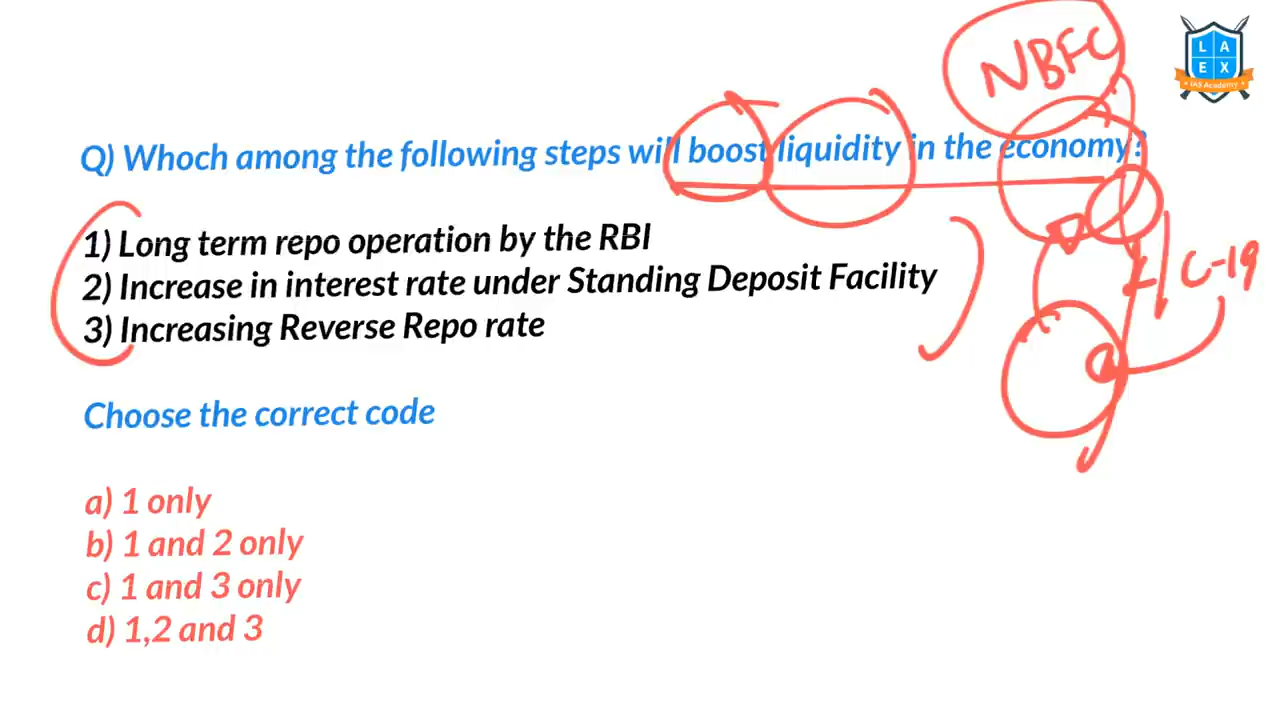 NBFC
L A
E X
IAS Academy
Q) Whoch among the following steps will boost liquidity in the economy?
1) Long term repo operation by the RBI
2) Increase in interest rate under Standing Deposit Facility
3) Increasing Reverse Repo rate
C-19
Choose the correct code
a) 1 only
b) 1 and 2 only
c) 1 and 3 only
d) 1,2 and 3